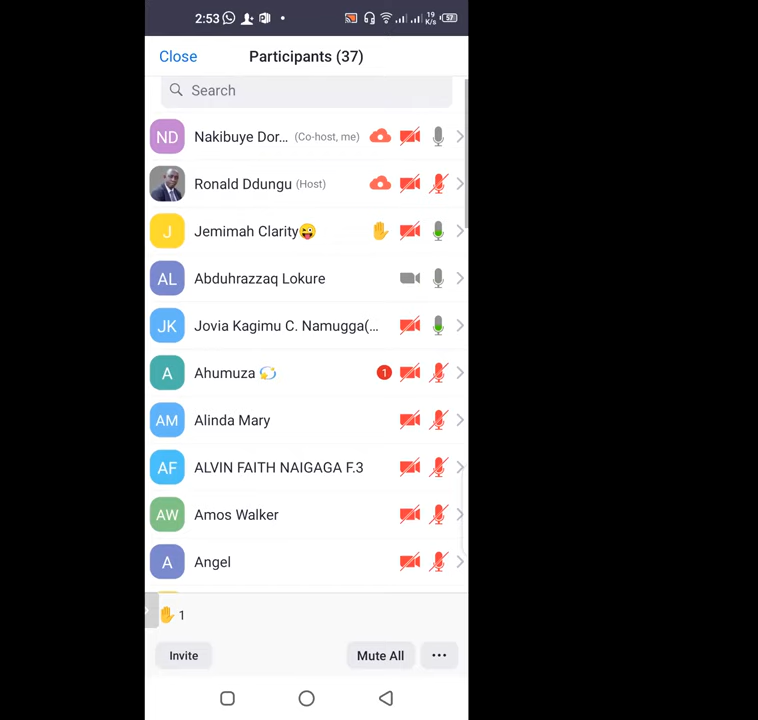 2:53 19 K/s 57
Close Participants (37)
Search
ND Nakibuye Dor... (Co-host, me)
Ronald Ddungu (Host)
J Jemimah Clarity😜
AL Abduhrazzaq Lokure
JK Jovia Kagimu C. Namugga(...
A Ahumuza 💫 1
AM Alinda Mary
AF ALVIN FAITH NAIGAGA F.3
AW Amos Walker
A Angel
✋ 1
Invite Mute All ...